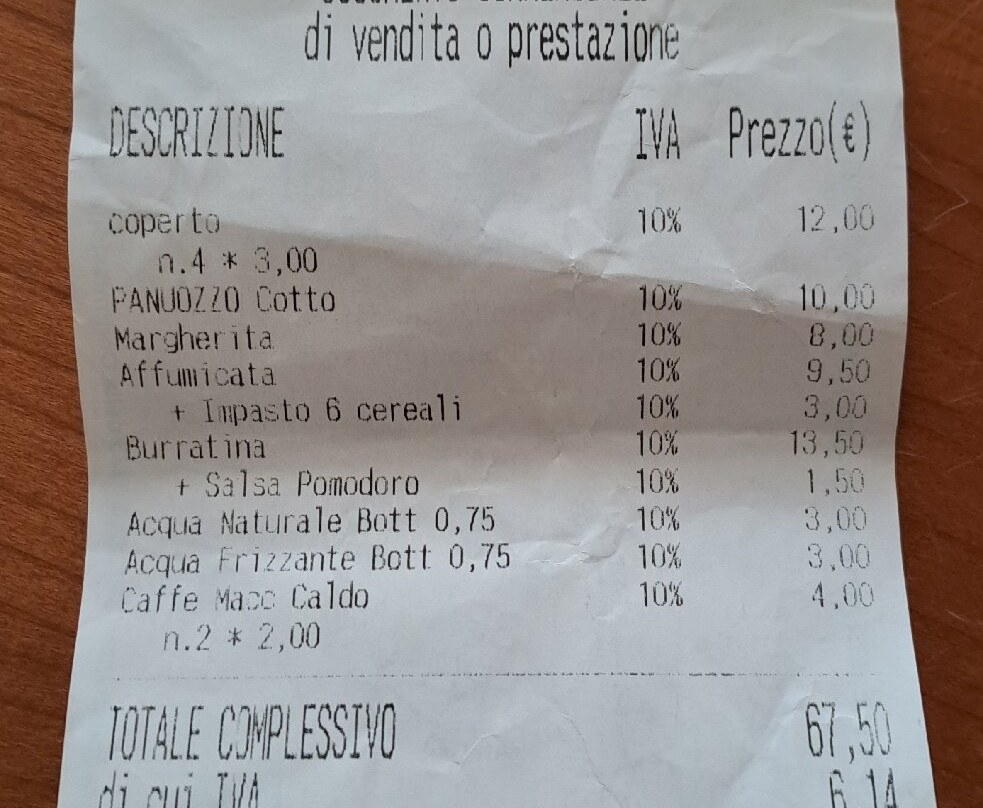 di vendita o prestazione
DESCRIZIONE IVA Prezzo(€)
coperto 10% 12,00
n.4 * 3,00
PANUOZZO Cotto 10% 10,00
Margherita 10% 8,00
Affumicata 10% 9,50
+ Impasto 6 cereali 10% 3,00
Burratina 10% 13,50
+ Salsa Pomodoro 10% 1,50
Acqua Naturale Bott 0,75 10% 3,00
Acqua Frizzante Bott 0,75 10% 3,00
Caffe Macc Caldo 10% 4,00
n.2 * 2,00
TOTALE COMPLESSIVO 67,50
di cui IVA 6,14